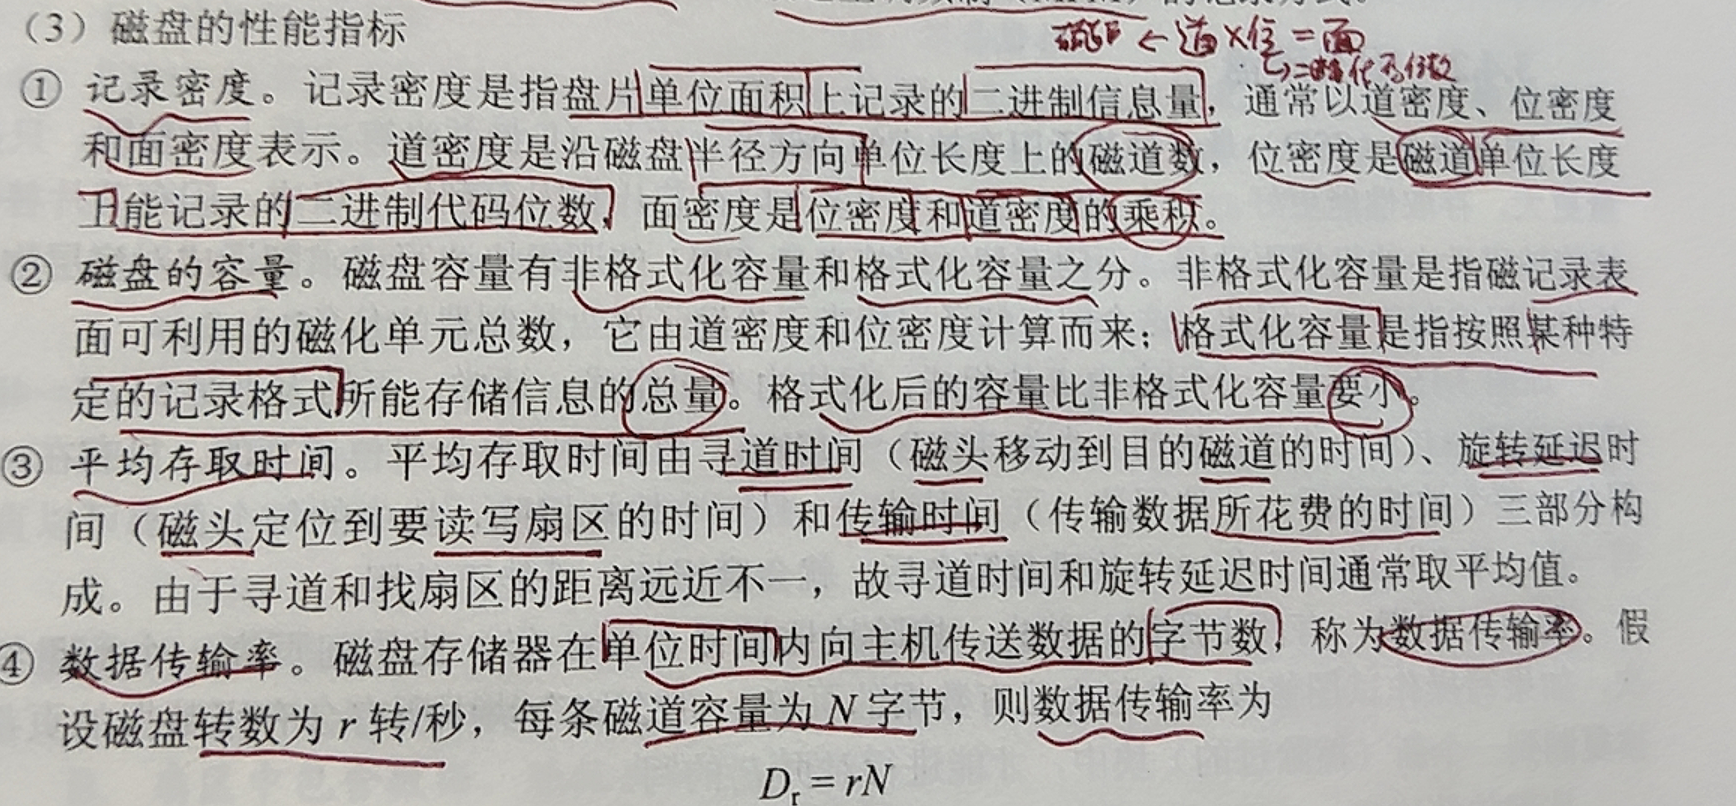 （3）磁盘的性能指标
← 道×位=面
① 记录密度。记录密度是指盘片单位面积上记录的二进制信息量，通常以道密度、位密度
和面密度表示。道密度是沿磁盘半径方向单位长度上的磁道数，位密度是磁道单位长度
上能记录的二进制代码位数，面密度是位密度和道密度的乘积。
② 磁盘的容量。磁盘容量有非格式化容量和格式化容量之分。非格式化容量是指磁记录表
面可利用的磁化单元总数，它由道密度和位密度计算而来；格式化容量是指按照某种特
定的记录格式所能存储信息的总量。格式化后的容量比非格式化容量要小。
③ 平均存取时间。平均存取时间由寻道时间（磁头移动到目的磁道的时间）、旋转延迟时
间（磁头定位到要读写扇区的时间）和传输时间（传输数据所花费的时间）三部分构
成。由于寻道和找扇区的距离远近不一，故寻道时间和旋转延迟时间通常取平均值。
④ 数据传输率。磁盘存储器在单位时间内向主机传送数据的字节数，称为数据传输率。假
设磁盘转数为 r 转/秒，每条磁道容量为 N 字节，则数据传输率为
Dr = rN